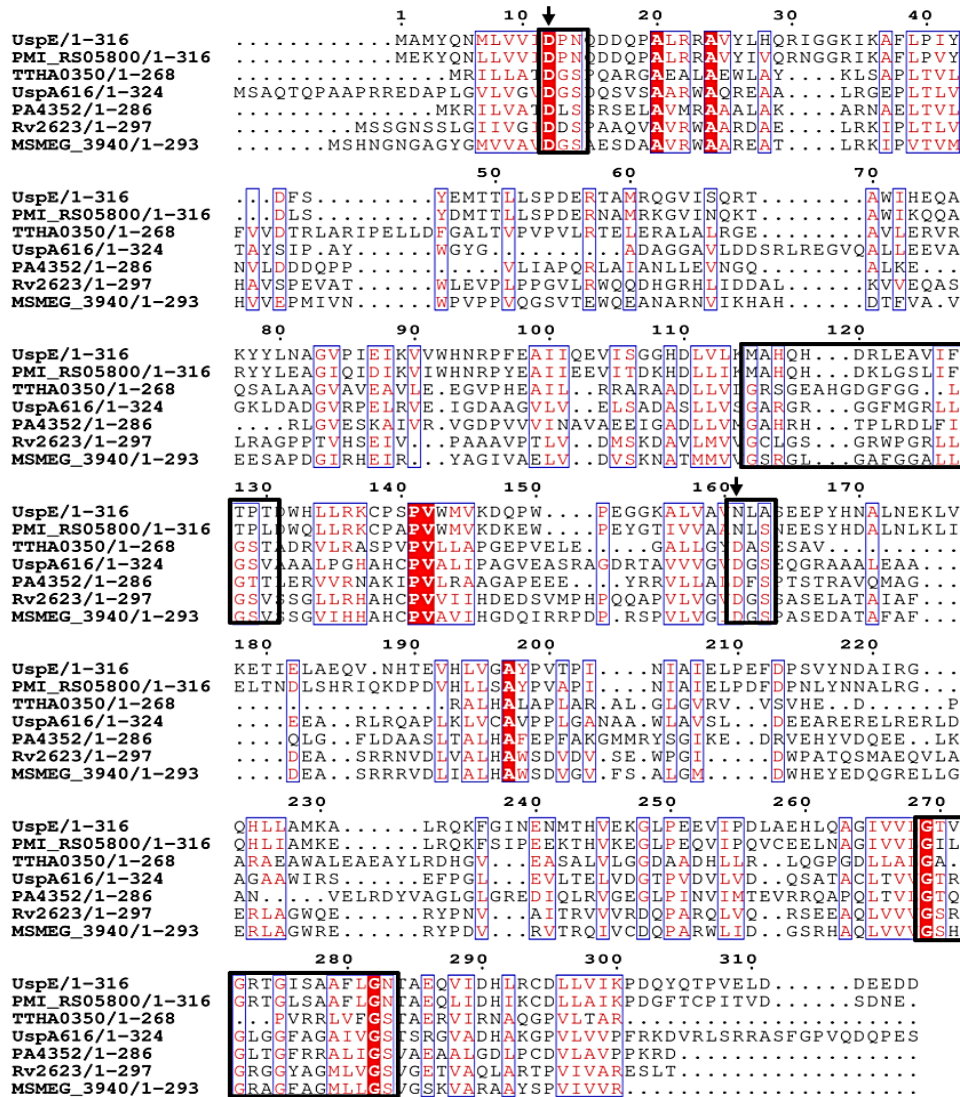 1 10 20 30 40
UspE/1-316 ..........MAMYQNMLVVIDPNQDDQPALRRAVYLHQRIGGKIKAFLPIY
PMI_RS05800/1-316 ..........MEKYQNLLVVIDPNQDDQPALRRAVYIVQRNGGRIKAFLPVY
TTHA0350/1-268 ..............MRILLATDGSPQARGAEALAEWLAY....KLSAPLTVL
UspA616/1-324 MSAQTQPAAPRREDAPLGVLVGVDGSDQSVSAARWAQREAA....LRGEPLTLV
PA4352/1-286 .............MKRILVATDLSSRSELAVMRAAALAK....ARNAELTVL
Rv2623/1-297 .........MSSGNSSLGIIVGIDDSPAAQVAVRWAARDAE....LRKIPLTLV
MSMEG_3940/1-293 .......MSHNGNGAGYGMVVAVDGSAESDAAVRWAAREAT....LRKIPVTVM
50 60 70
UspE/1-316 ...DFS.........YEMTTLLSPDERTAMRQGVISQRT......AWIHEQA
PMI_RS05800/1-316 ...DLS.........YDMTTLLSPDERNAMRKGVINQKT......AWIKQQA
TTHA0350/1-268 FVVDTRLARIPELLDFGALTVPVPVLRTELERALALRGE......AVLERVR
UspA616/1-324 TAYSIP.AY......WGYG......ADAGGAVLDDSRLREGVQALLEEVA
PA4352/1-286 NVLDDDQPP........VLIAPQRLAIANLLEVNGQ.......ALKE..
Rv2623/1-297 HAVSPEVAT......WLEVPLPPGVLRWQQDHGRHLIDDAL.....KVVEQAS
MSMEG_3940/1-293 HVVEPMIVN......WPVPPVQGSVTEWQEANARNVIKHAH.....DTFVA.V
80 90 100 110 120
UspE/1-316 KYYLNAGVPIEIKVVWHNRPFEAIIQEVISGGHDLVLKMAHQH...DRLEAVIF
PMI_RS05800/1-316 RYYLEAGIQIDIKVIWEGRPYEAIIEEVITDKHDLLIKMAHQH...DKLGSLIF
TTHA0350/1-268 QSALAAGVAVEAVLE.EGVPHEAILRRARAADLLVLGRSGEAHGDGFGG.L
UspA616/1-324 GKLDADGVRPELRVE.IGDAAGVLV.ELSADASLLVVGARGR...GGFMGRLL
PA4352/1-286 ...RLGVESKAIVR.VGDPVVVINAVAEEIGADLLVMGAHRH...TPLRDLFI
Rv2623/1-297 LRAGPPTVHSEIV..PAAAVPTLV..DMSKDAVLMVVGCLGS...GRWPGRLL
MSMEG_3940/1-293 EESAPDGIRHEIR..YAGIVAELV..DVSKNATMMVVGSRGL...GAFGGALL
130 140 150 160 170
UspE/1-316 TPTDWHLLRKCPSPVWMVKDQPW....PEGGKALVAVNLASEEPYHNALNEKLV
PMI_RS05800/1-316 TPLDWQLLRKCPAPVWMVKDKAW....PEYGTIVVAANLSNEESYHDALNLKLI
TTHA0350/1-268 GSTADRVLRASPVPVLLAPGEPVELE....GALLGYDASESAV...........
UspA616/1-324 GSVAAALPGHAHCPVVLIPAGVEASRAGDRTAVVVGVDGSEQGRAAALEAA...
PA4352/1-286 GTTLERVVRNAKIPVLRAAGAPEEE....YRRVLLALDFSPTSTRAVQMAG...
Rv2623/1-297 GSVSSGLLRHAHCPVVIIHDEDSVMPHPQQAPVLVGVDGSSASELATAIAF...
MSMEG_3940/1-293 GSVSSGVIHHAHCPVAVIHGDQIRRPDP.RSPVLVGIDGSPASEDATAFAF...
180 190 200 210 220
UspE/1-316 KETIELAEQV.NHTEVHLVGAYPVTPI....NIAIELPEFDPSVYNDAIRG...
PMI_RS05800/1-316 ELTNDLSHRIQKDPDVHLLSAYPVAPI....NIAIELPDFDPNLYNNALRG...
TTHA0350/1-268 .................RALHALAPLAR.AL.GLGVRV..VSVHE..D.....P
UspA616/1-324 ....EEA..RLRQAPLKLVCAVPPLGANAA.WLAVSL...DEEARERELRERLD
PA4352/1-286 ....QLG..FLDAASLTALHAFEPFAKGMMRYSGIKE..DRVEHYVDQEE..LK
Rv2623/1-297 ....DEA.SRRNVDLVALHAWSDVDV.SE.WPGI....DWPATQSMAEQVLA
MSMEG_3940/1-293 ....DEA.SRRRVDLIALHAWSDVGV.FS.ALGM....DWHEYEDQGRELLG
230 240 250 260 270
UspE/1-316 QHLLAMKA......LRQKFGINENMTHVEKGLPEEVIPDLAEHLQAGIVVIGTV
PMI_RS05800/1-316 QHLIAMKE......LRQKFSIPEEKTHVKEGLPEQVIPQVCEELNAGIVVLGIL
TTHA0350/1-268 ARAEAWALEAEAYLRDHGV....EASALVLGGDAADHLLR..LQGPGDLLAIGA.
UspA616/1-324 AGAAWIRS......EFPGL....EVLTELVDGTPVDVLVD..QSATACLTVVGTR
PA4352/1-286 AN.....VELRDYVAGLGLGREDIQLRVGEGLPINVIMTEVRRQAPQLTVIGTQ
Rv2623/1-297 ERLAGWQE......RYPNV....AITRVVVRDQPARQLVQ..RSEEAQLVVVGSR
MSMEG_3940/1-293 ERLAGWRE......RYPDV....RVTRQIVCDQPARWLID..GSRHAQLVVVGSH
280 290 300 310
UspE/1-316 GRTGISAAFLGNTAEQVIDHLRCDLLVIKPDQYQTPVELD......DEEDD
PMI_RS05800/1-316 GRTGLSAAFLGNTAEQLIDHIKCDLLAIKPDGFTCPITVD.....SDNE.
TTHA0350/1-268 ..PVRRLVFGSTAERVIRNAQGPVLTAR......................
UspA616/1-324 GLGGFAGAIVGSTSRGVADHAKGPVLVVPFRKDVRLSRRASFGPVQDQPES
PA4352/1-286 GLTGFRRALIGSVAEAALGDLPCDVLAVPPKRD..................
Rv2623/1-297 GRGGYAGMLVGSVGETVAQLARTPVIVARESLT..................
MSMEG_3940/1-293 GRAGFAGMLLGSVGSKVARAAYSPVIVVR......................